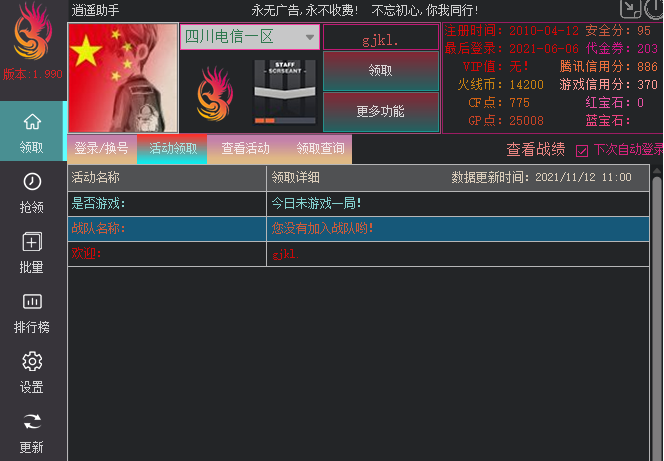 逍遥助手 永无广告,永不收费! 不忘初心,你我同行!
版本:1.990
四川电信一区
gjkl.
领取
更多功能
STAFF
SERGEANT
注册时间: 2010-04-12 安全分: 95
最后登录: 2021-06-06 代金券: 203
VIP值: 无! 腾讯信用分: 886
火线币: 14200 游戏信用分: 370
CF点: 775 红宝石: 0
GP点: 25008 蓝宝石:
领取
抢领
批量
排行榜
设置
更新
登录/换号 活动领取 查看活动 领取查询 查看战绩 下次自动登录
活动名称 领取详细 数据更新时间: 2021/11/12 11:00
是否游戏: 今日未游戏一局!
战队名称: 您没有加入战队哟!
欢迎: gjkl